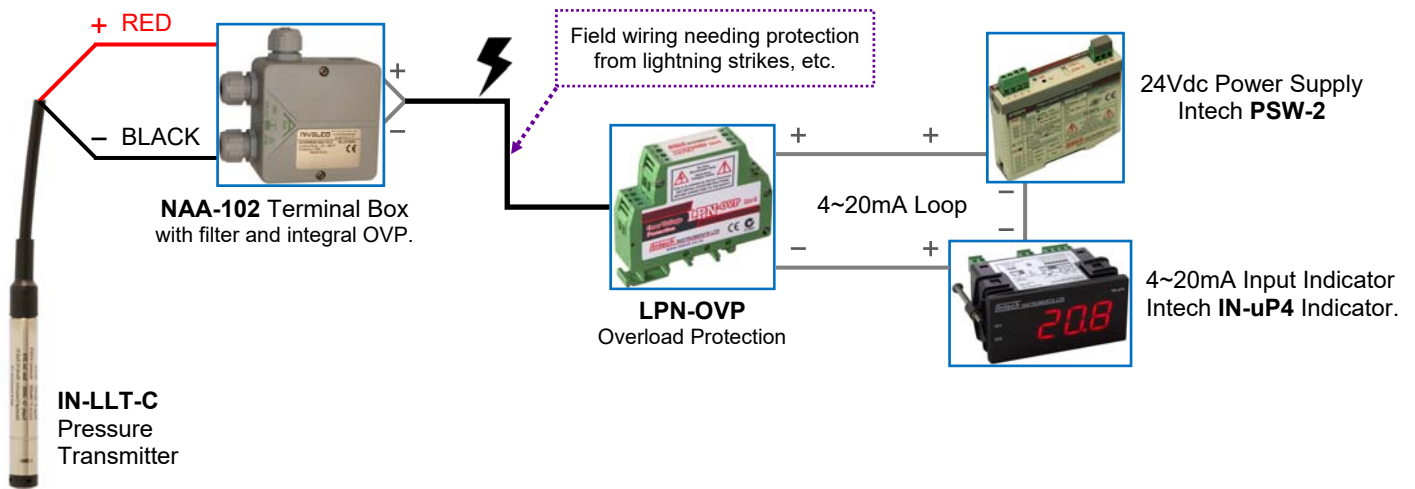 + RED
− BLACK
NIVELCO
+
−
NAA-102 Terminal Box
with filter and integral OVP.
Field wiring needing protection
from lightning strikes, etc.
LPN-OVP
LPN-OVP
Overload Protection
+ +
4~20mA Loop
− +
−
−
24Vdc Power Supply
Intech PSW-2
20.8
4~20mA Input Indicator
Intech IN-uP4 Indicator.
IN-LLT-C
Pressure
Transmitter